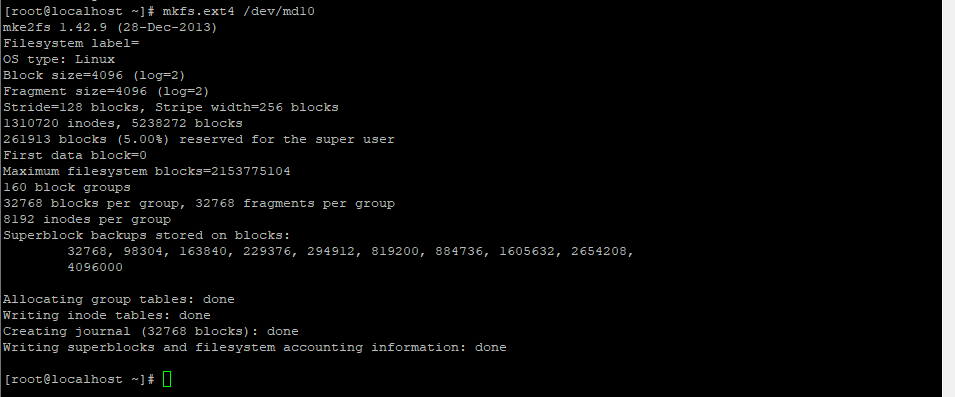 [root@localhost ~]# mkfs.ext4 /dev/md10
mke2fs 1.42.9 (28-Dec-2013)
Filesystem label=
OS type: Linux
Block size=4096 (log=2)
Fragment size=4096 (log=2)
Stride=128 blocks, Stripe width=256 blocks
1310720 inodes, 5238272 blocks
261913 blocks (5.00%) reserved for the super user
First data block=0
Maximum filesystem blocks=2153775104
160 block groups
32768 blocks per group, 32768 fragments per group
8192 inodes per group
Superblock backups stored on blocks:
        32768, 98304, 163840, 229376, 294912, 819200, 884736, 1605632, 2654208,
        4096000

Allocating group tables: done
Writing inode tables: done
Creating journal (32768 blocks): done
Writing superblocks and filesystem accounting information: done

[root@localhost ~]#